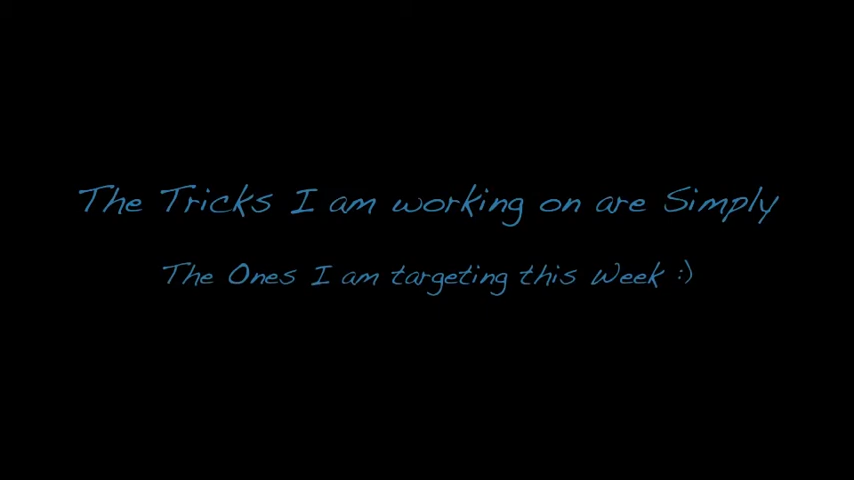 The Tricks I am working on are Simply
The Ones I am targeting this Week :)